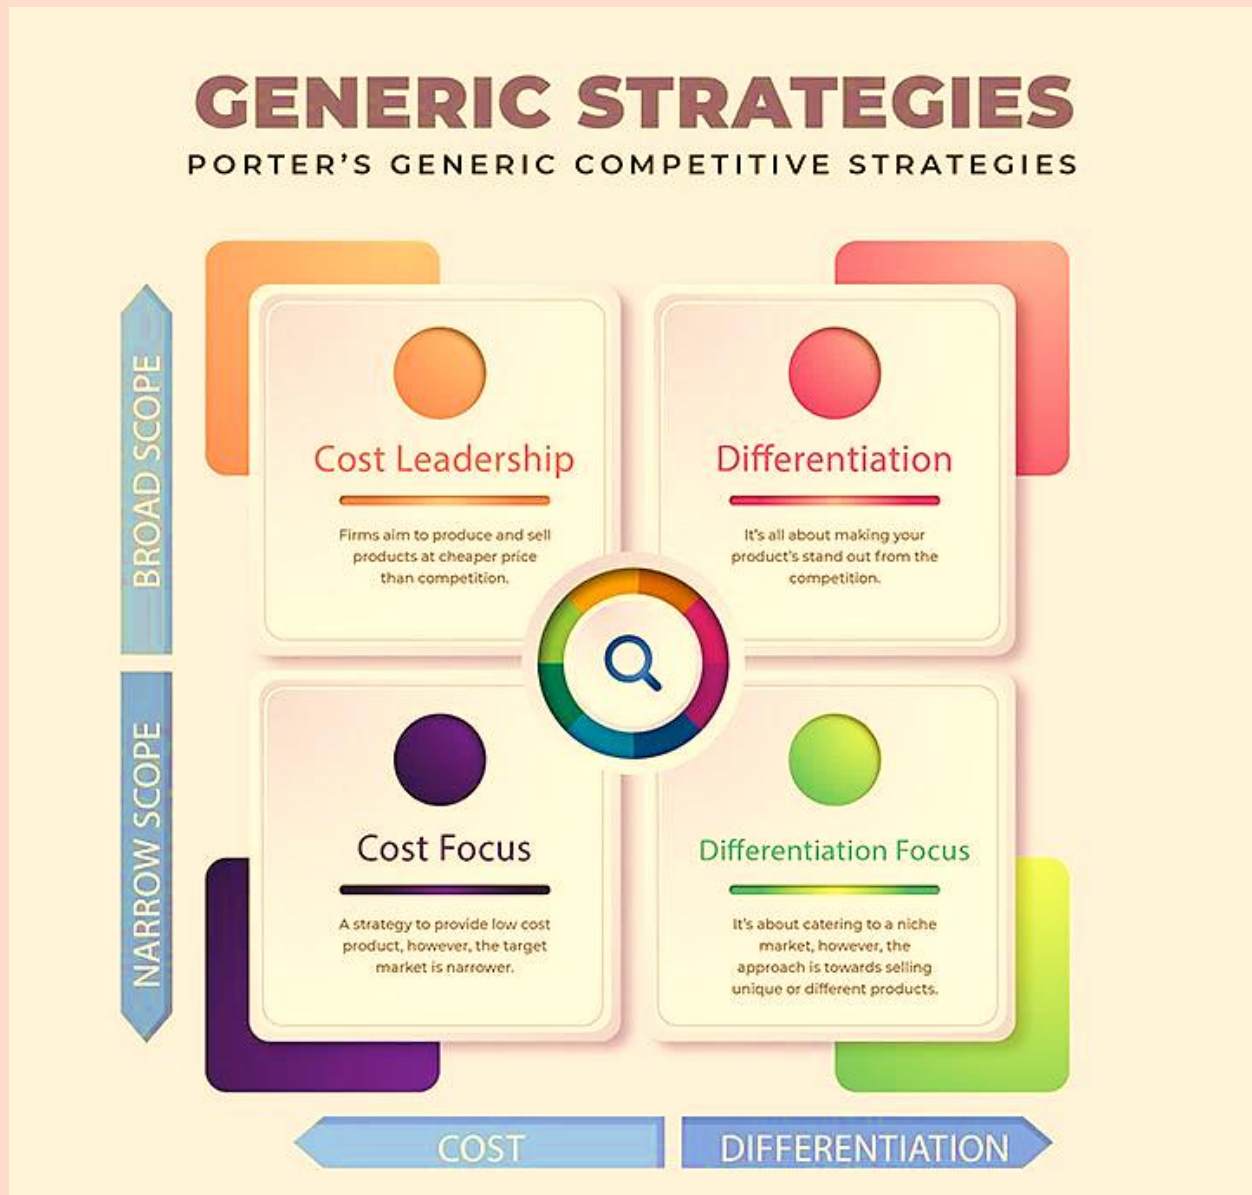 GENERIC STRATEGIES
PORTER'S GENERIC COMPETITIVE STRATEGIES
BROAD SCOPE
Cost Leadership
Firms aim to produce and sell
products at cheaper price
than competition.
Differentiation
It's all about making your
product's stand out from the
competition.
NARROW SCOPE
Cost Focus
A strategy to provide low cost
product, however, the target
market is narrower.
Differentiation Focus
It's about catering to a niche
market, however, the
approach is towards selling
unique or different products.
COST
DIFFERENTIATION